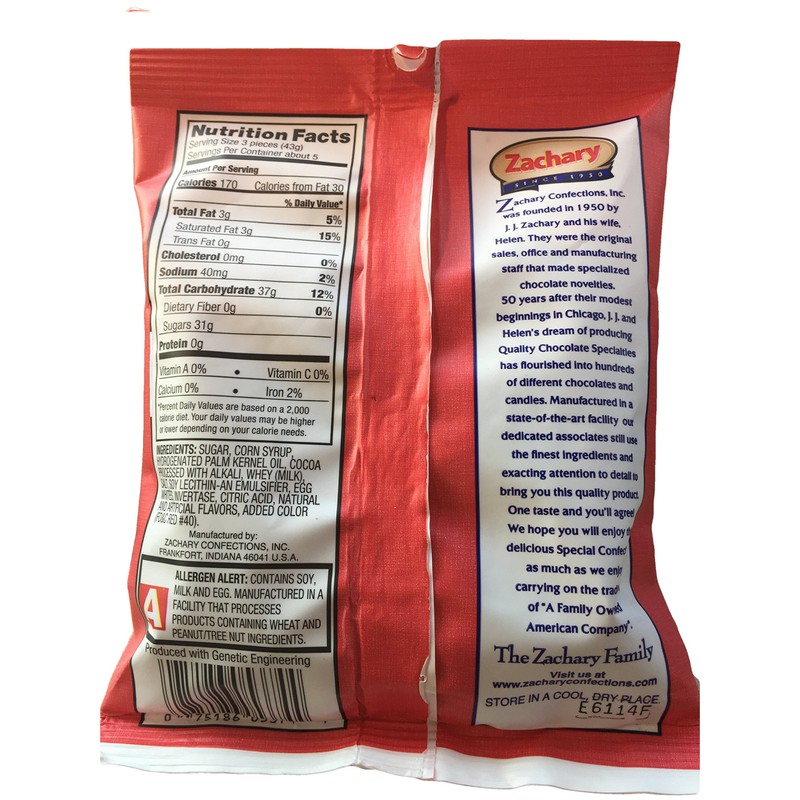 Nutrition Facts
Serving Size 3 pieces (43g)
Servings Per Container about 5
Amount Per Serving
Calories 170 Calories from Fat 30
% Daily Value*
Total Fat 3g 5%
Saturated Fat 3g 15%
Trans Fat 0g
Cholesterol 0mg 0%
Sodium 40mg 2%
Total Carbohydrate 37g 12%
Dietary Fiber 0g 0%
Sugars 31g
Protein 0g
Vitamin A 0% • Vitamin C 0%
Calcium 0% • Iron 2%
*Percent Daily Values are based on a 2,000
calorie diet. Your daily values may be higher
or lower depending on your calorie needs.
INGREDIENTS: SUGAR, CORN SYRUP,
HYDROGENATED PALM KERNEL OIL, COCOA
PROCESSED WITH ALKALI, WHEY (MILK),
SOY LECITHIN-AN EMULSIFIER, EGG
WHITES, INVERTASE, CITRIC ACID, NATURAL
AND ARTIFICIAL FLAVORS, ADDED COLOR
(FD&C RED #40).
Manufactured by:
ZACHARY CONFECTIONS, INC.
FRANKFORT, INDIANA 46041 U.S.A.
A
ALLERGEN ALERT: CONTAINS SOY,
MILK AND EGG. MANUFACTURED IN A
FACILITY THAT PROCESSES
PRODUCTS CONTAINING WHEAT AND
PEANUT/TREE NUT INGREDIENTS.
Produced with Genetic Engineering
0 75186
Zachary
SINCE 1950
Zachary Confections, Inc.
was founded in 1950 by
J. J. Zachary and his wife,
Helen. They were the original
sales, office and manufacturing
staff that made specialized
chocolate novelties.
50 years after their modest
beginnings in Chicago, J. J. and
Helen's dream of producing
Quality Chocolate Specialties
has flourished into hundreds
of different chocolates and
candies. Manufactured in a
state-of-the-art facility our
dedicated associates still use
the finest ingredients and
exacting attention to detail to
bring you this quality product.
One taste and you'll agree!
We hope you will enjoy
delicious Special Confec
as much as we enjoy
carrying on the trad
of "A Family Owned
American Company".
The Zachary Family
Visit us at
www.zacharyconfections.com
STORE IN A COOL, DRY PLACE.
E6114F